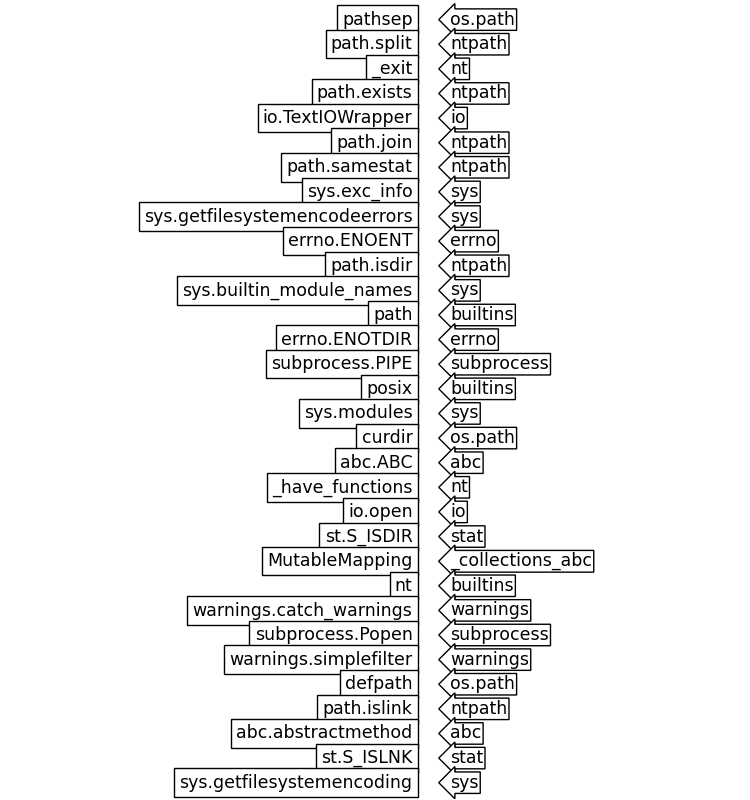 pathsep os.path
path.split ntpath
_exit nt
path.exists ntpath
io.TextIOWrapper io
path.join ntpath
path.samestat ntpath
sys.exc_info sys
sys.getfilesystemencodeerrors sys
errno.ENOENT errno
path.isdir ntpath
sys.builtin_module_names sys
path builtins
errno.ENOTDIR errno
subprocess.PIPE subprocess
posix builtins
sys.modules sys
curdir os.path
abc.ABC abc
_have_functions nt
io.open io
st.S_ISDIR stat
MutableMapping _collections_abc
nt builtins
warnings.catch_warnings warnings
subprocess.Popen subprocess
warnings.simplefilter warnings
defpath os.path
path.islink ntpath
abc.abstractmethod abc
st.S_ISLNK stat
sys.getfilesystemencoding sys